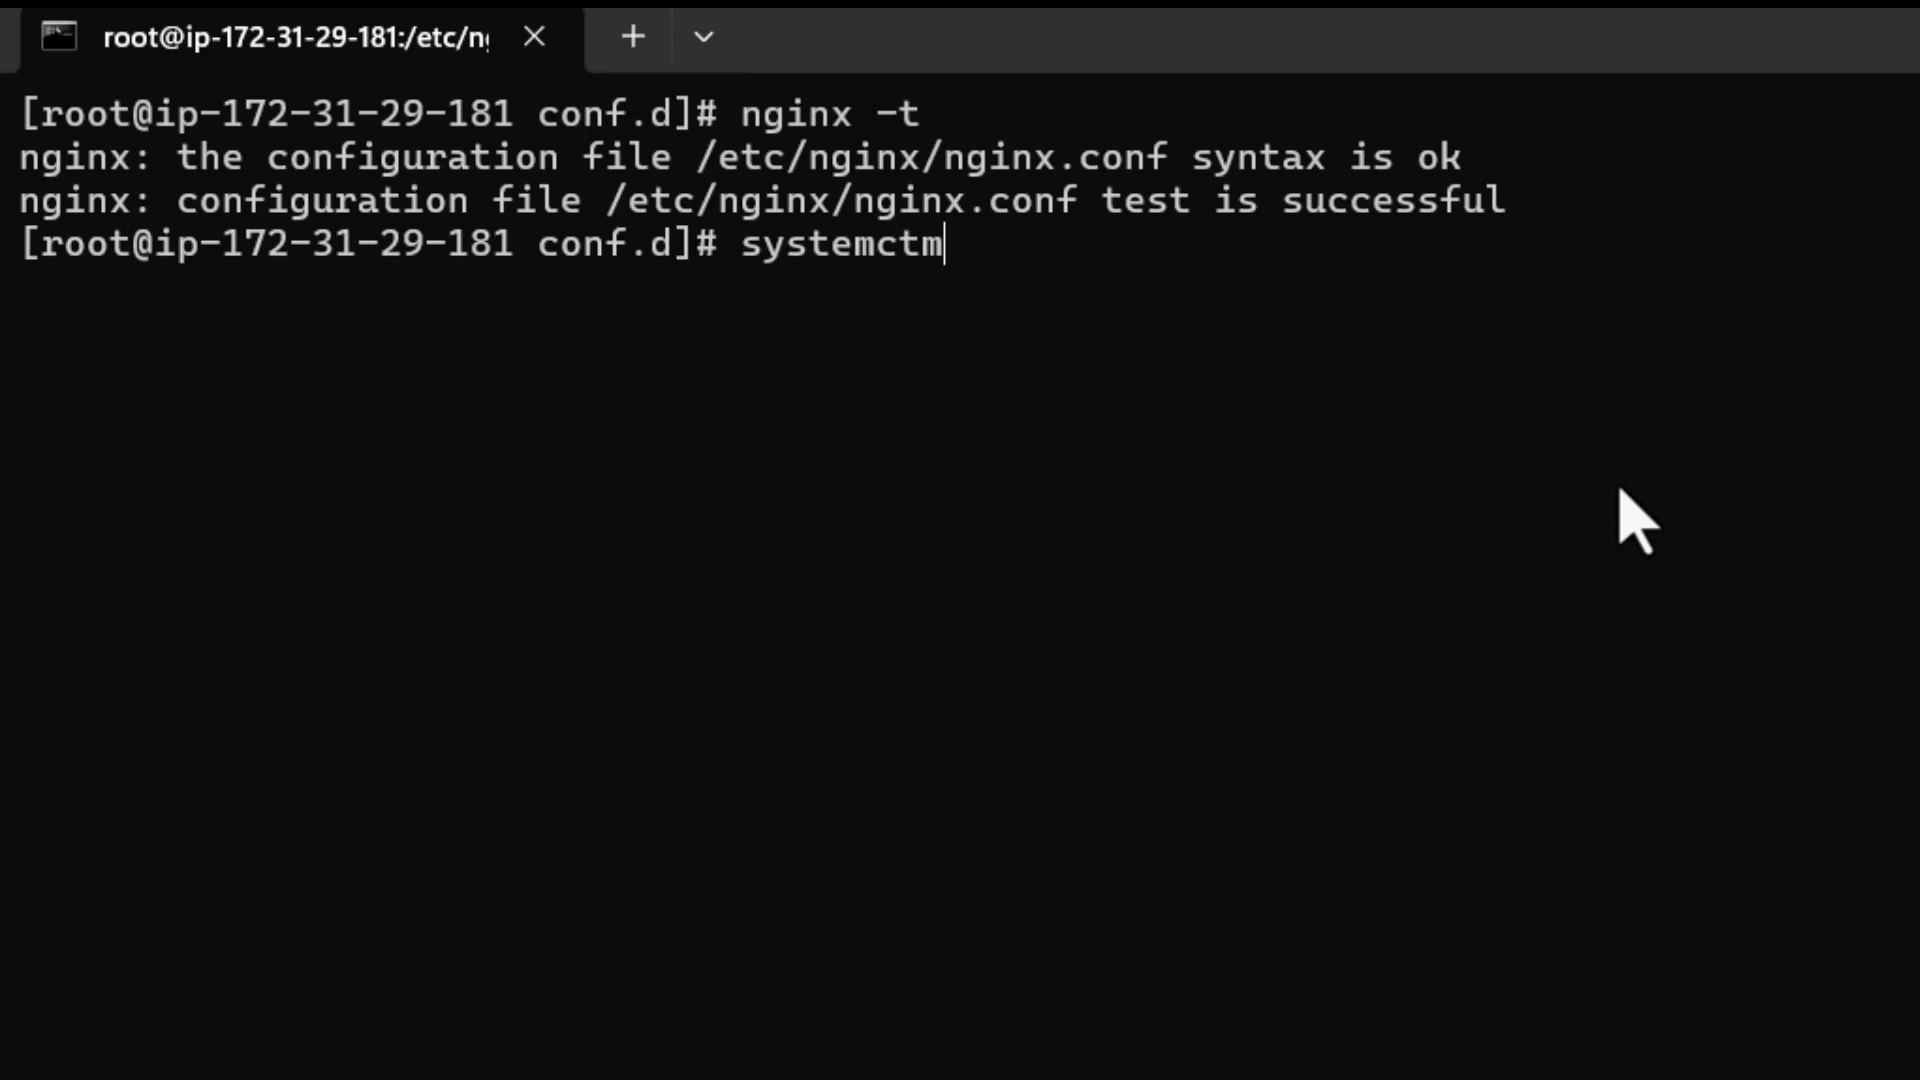 root@ip-172-31-29-181:/etc/ng
[root@ip-172-31-29-181 conf.d]# nginx -t
nginx: the configuration file /etc/nginx/nginx.conf syntax is ok
nginx: configuration file /etc/nginx/nginx.conf test is successful
[root@ip-172-31-29-181 conf.d]# systemctm